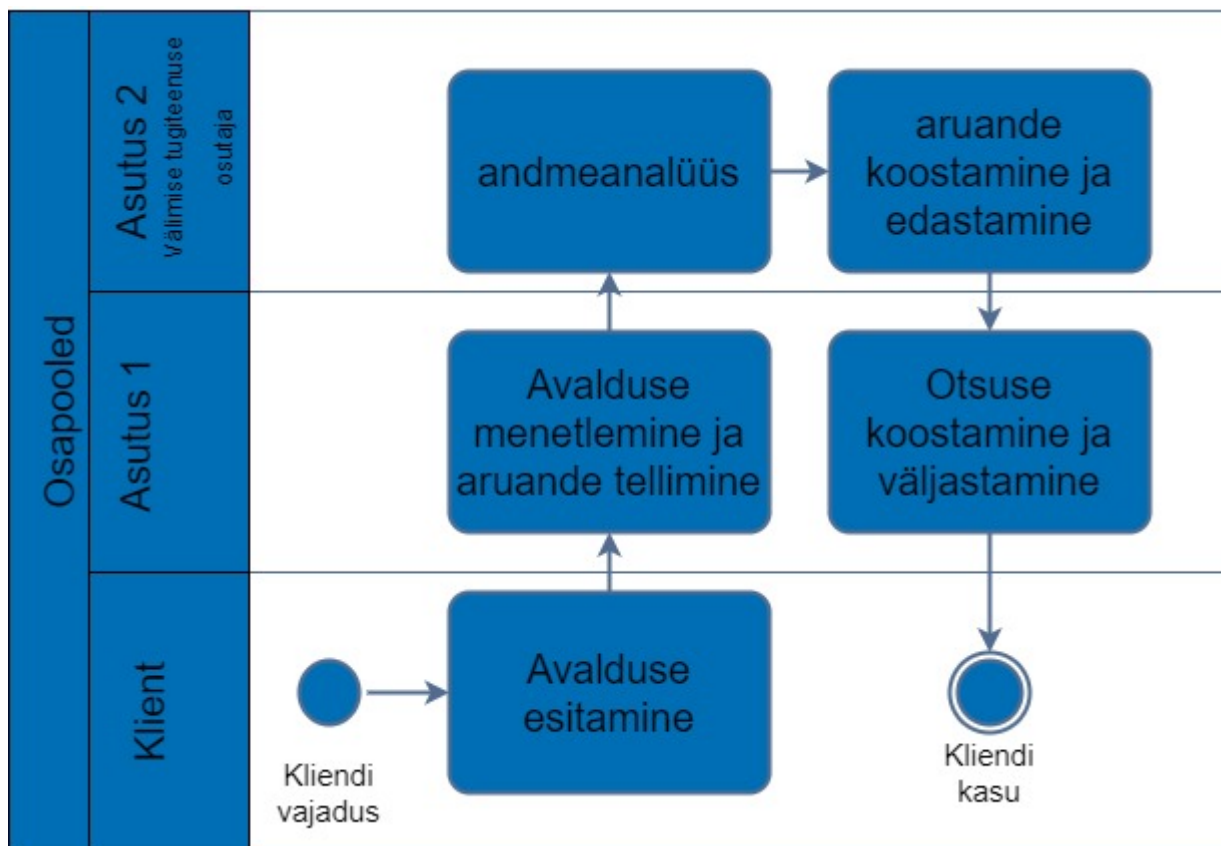 Osapooled
Asutus 2
Välimise tugiteenuse
osutaja
andmeanalüüs
aruande
koostamine ja
edastamine
Asutus 1
Avalduse
menetlemine ja
aruande tellimine
Otsuse
koostamine ja
väljastamine
Klient
Kliendi
vajadus
Avalduse
esitamine
Kliendi
kasu